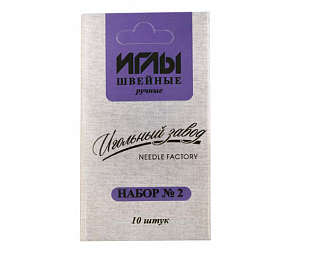 ИГЛЫ
ШВЕЙНЫЕ
ручные
Игольный завод
NEEDLE FACTORY
НАБОР № 2
10 штук